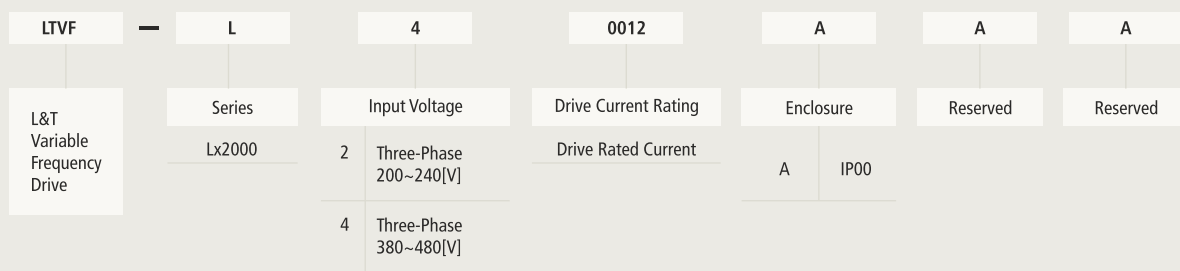 LTVF — L 4 0012 A A A
L&T
Variable
Frequency
Drive
Series
Lx2000
Input Voltage
2 Three-Phase
200~240[V]
4 Three-Phase
380~480[V]
Drive Current Rating
Drive Rated Current
Enclosure
A IP00
Reserved
Reserved